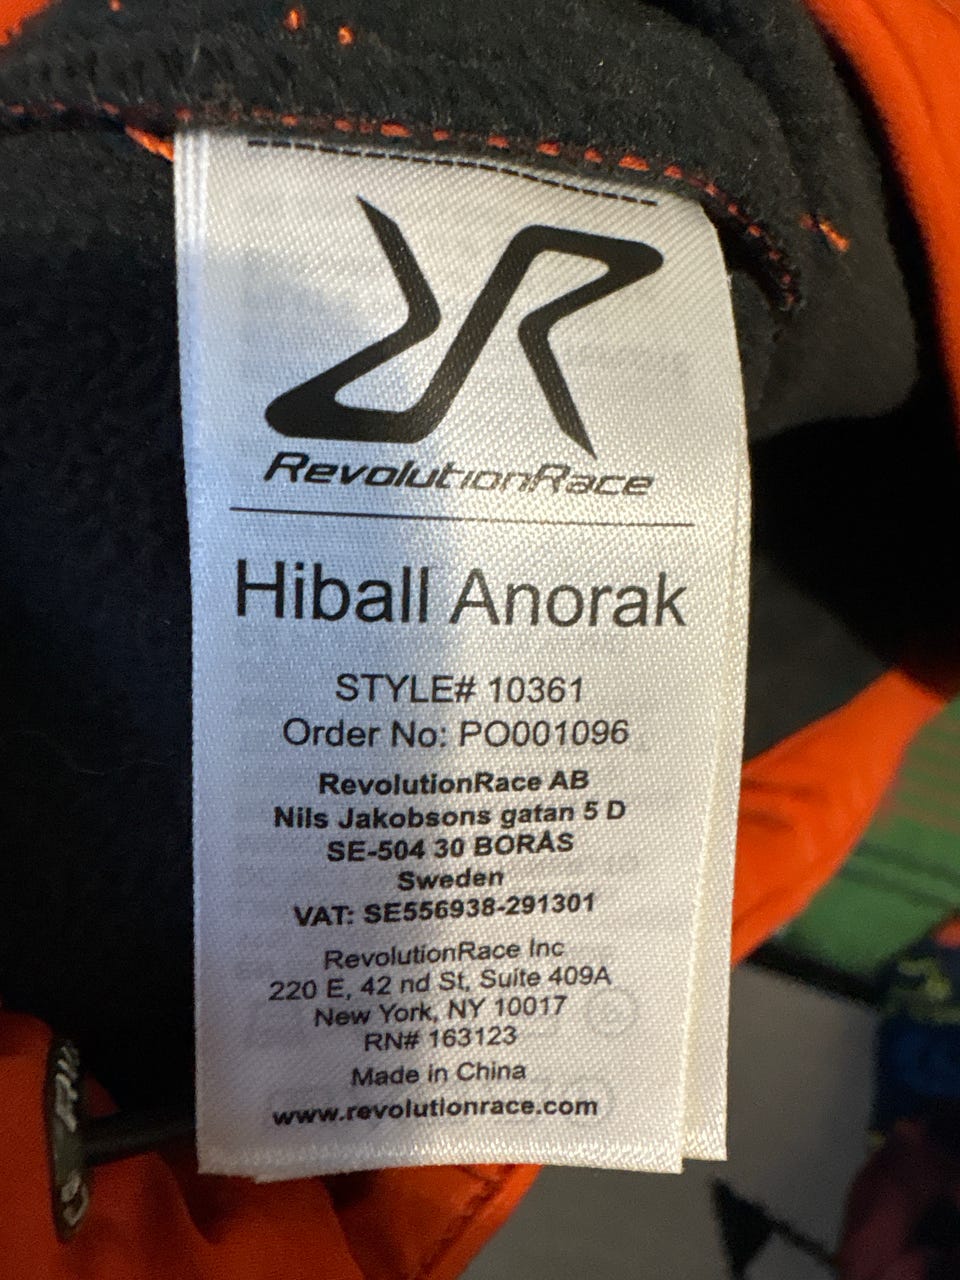 RevolutionRace
Hiball Anorak
STYLE# 10361
Order No: PO001096
RevolutionRace AB
Nils Jakobsons gatan 5 D
SE-504 30 BORÅS
Sweden
VAT: SE556938-291301
RevolutionRace Inc
220 E, 42 nd St, Suite 409A
New York, NY 10017
RN# 163123
Made in China
www.revolutionrace.com